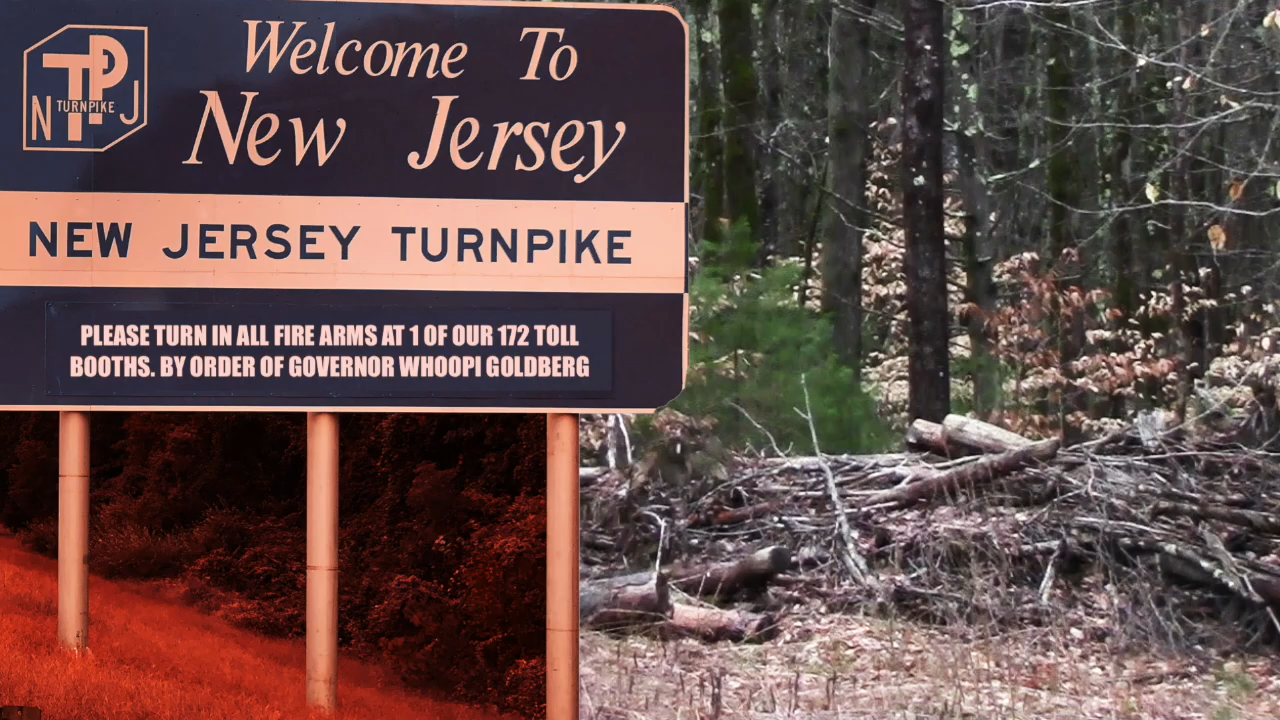 Welcome To
New Jersey
TP
N TURNPIKE J
NEW JERSEY TURNPIKE
PLEASE TURN IN ALL FIRE ARMS AT 1 OF OUR 172 TOLL
BOOTHS. BY ORDER OF GOVERNOR WHOOPI GOLDBERG